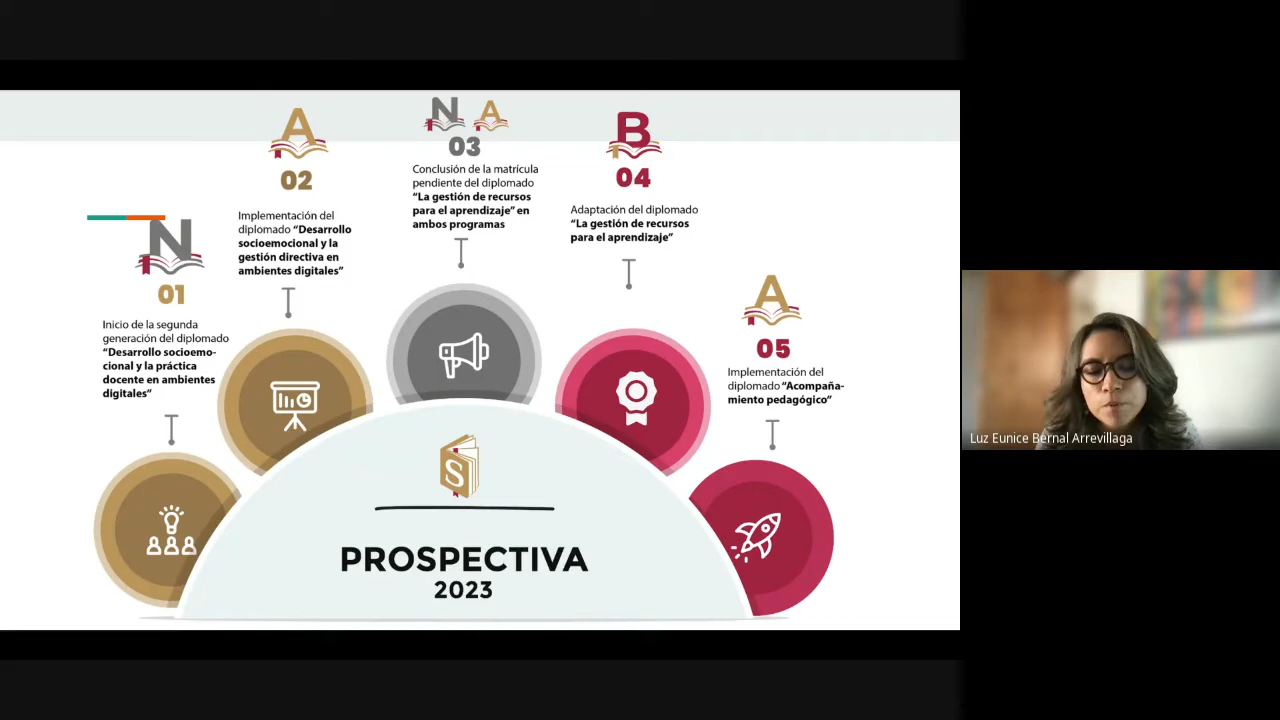 N
01
Inicio de la segunda
generación del diplomado
“Desarrollo socioemo-
cional y la práctica
docente en ambientes
digitales”
A
02
Implementación del
diplomado “Desarrollo
socioemocional y la
gestión directiva en
ambientes digitales”
N A
03
Conclusión de la matrícula
pendiente del diplomado
“La gestión de recursos
para el aprendizaje” en
ambos programas
B
04
Adaptación del diplomado
“La gestión de recursos
para el aprendizaje”
A
05
Implementación del
diplomado “Acompaña-
miento pedagógico”
S
PROSPECTIVA
2023
Luz Eunice Bernal Arrevillaga